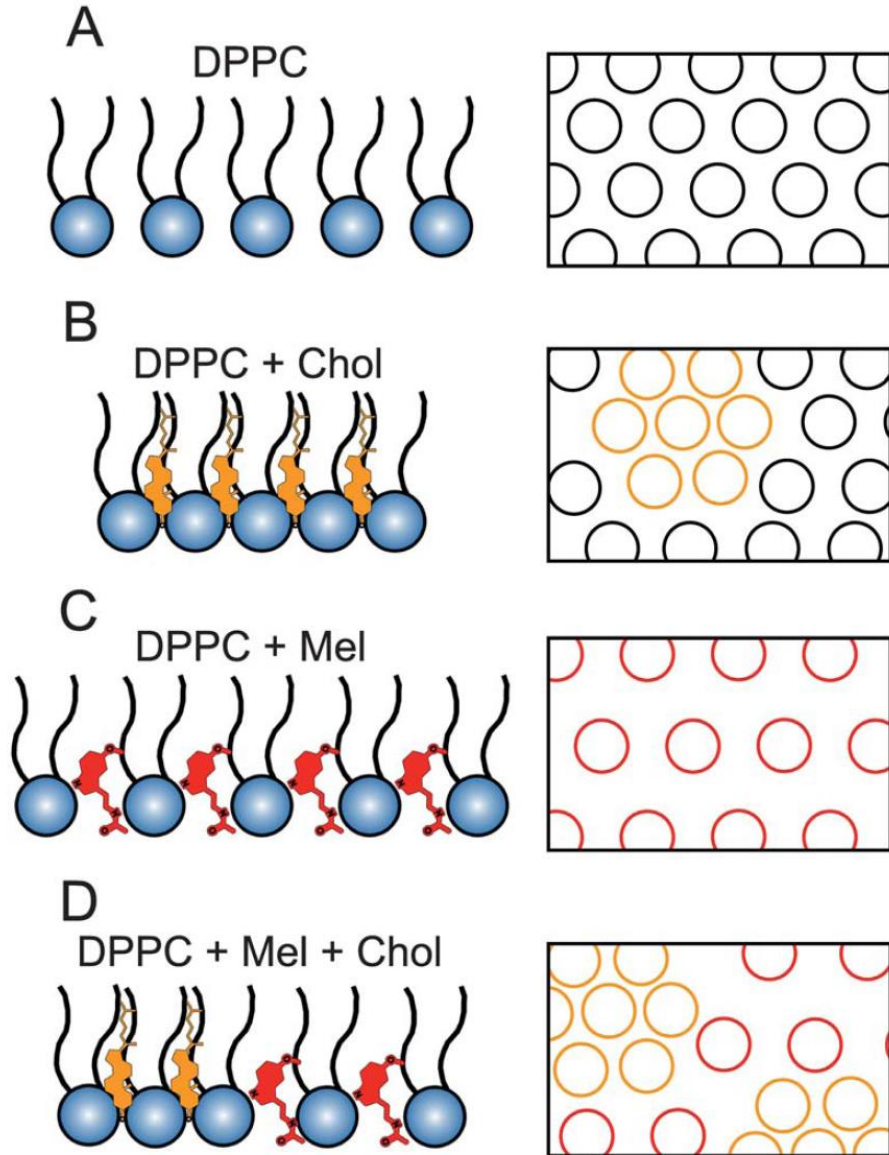 A
DPPC
B
DPPC + Chol
C
DPPC + Mel
D
DPPC + Mel + Chol